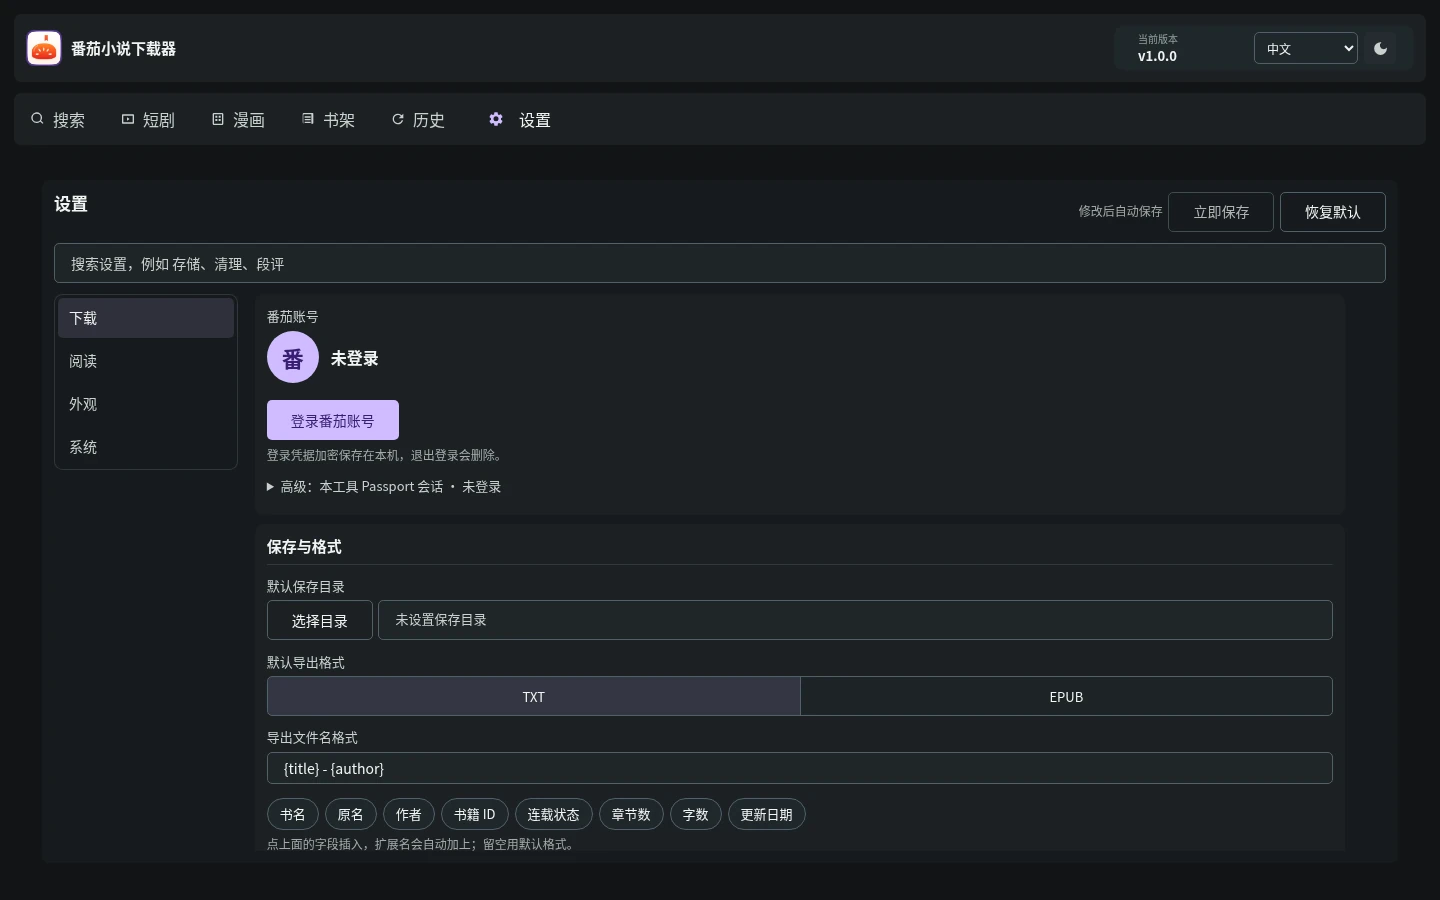 番茄小说下载器
当前版本
v1.0.0
中文
搜索
短剧
漫画
书架
历史
设置
设置
修改后自动保存
立即保存
恢复默认
搜索设置，例如 存储、清理、段评
下载
阅读
外观
系统
番茄账号
番
未登录
登录番茄账号
登录凭据加密保存在本机，退出登录会删除。
高级：本工具 Passport 会话 · 未登录
保存与格式
默认保存目录
选择目录
未设置保存目录
默认导出格式
TXT
EPUB
导出文件名格式
{title} - {author}
书名
原名
作者
书籍 ID
连载状态
章节数
字数
更新日期
点上面的字段插入，扩展名会自动加上；留空用默认格式。